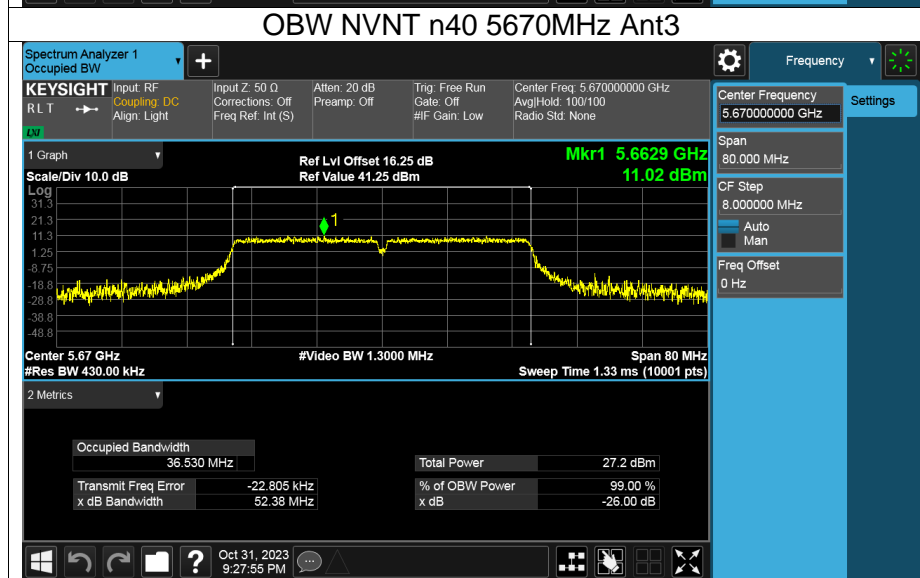 OBW NVNT n40 5670MHz Ant3
Spectrum Analyzer 1
Occupied BW
+
Frequency
KEYSIGHT
Input: RF
Input Z: 50 Ω
Atten: 20 dB
Trig: Free Run
Center Freq: 5.670000000 GHz
R L T
Coupling: DC
Corrections: Off
Preamp: Off
Gate: Off
Avg|Hold: 100/100
Align: Light
Freq Ref: Int (S)
#IF Gain: Low
Radio Std: None
LXI
Center Frequency
5.670000000 GHz
Settings
Span
80.000 MHz
CF Step
8.000000 MHz
Auto
Man
Freq Offset
0 Hz
1 Graph
Ref Lvl Offset 16.25 dB
Mkr1 5.6629 GHz
Scale/Div 10.0 dB
Ref Value 41.25 dBm
11.02 dBm
Log
31.3
21.3
11.3
1.25
-8.75
-18.8
-28.8
-38.8
-48.8
1
Center 5.67 GHz
#Video BW 1.3000 MHz
Span 80 MHz
#Res BW 430.00 kHz
Sweep Time 1.33 ms (10001 pts)
2 Metrics
Occupied Bandwidth
36.530 MHz
Total Power 27.2 dBm
Transmit Freq Error -22.805 kHz
% of OBW Power 99.00 %
x dB Bandwidth 52.38 MHz
x dB -26.00 dB
?
Oct 31, 2023
9:27:55 PM